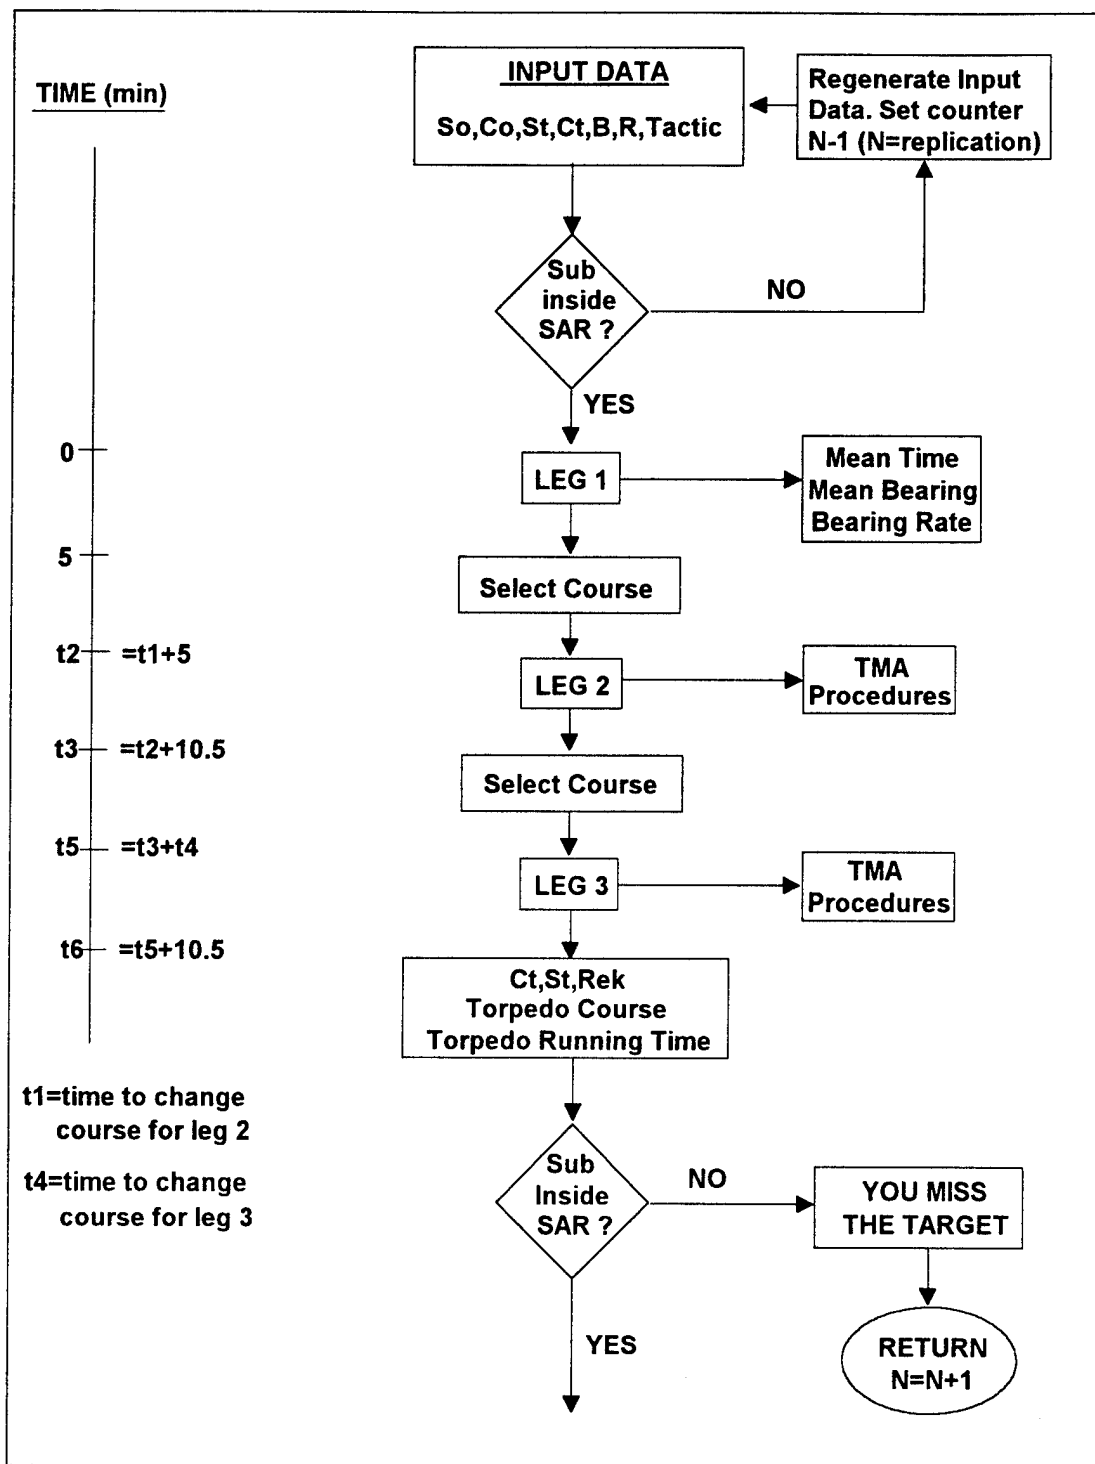 TIME (min)
INPUT DATA
So,Co,St,Ct,B,R,Tactic
Regenerate Input
Data. Set counter
N-1 (N=replication)
Sub
inside
SAR ?
NO
YES
0
LEG 1
Mean Time
Mean Bearing
Bearing Rate
5
Select Course
t2 =t1+5
LEG 2
TMA
Procedures
t3 =t2+10.5
Select Course
t5 =t3+t4
LEG 3
TMA
Procedures
t6 =t5+10.5
Ct,St,Rek
Torpedo Course
Torpedo Running Time
t1=time to change
course for leg 2
t4=time to change
course for leg 3
Sub
Inside
SAR ?
NO
YOU MISS
THE TARGET
YES
RETURN
N=N+1